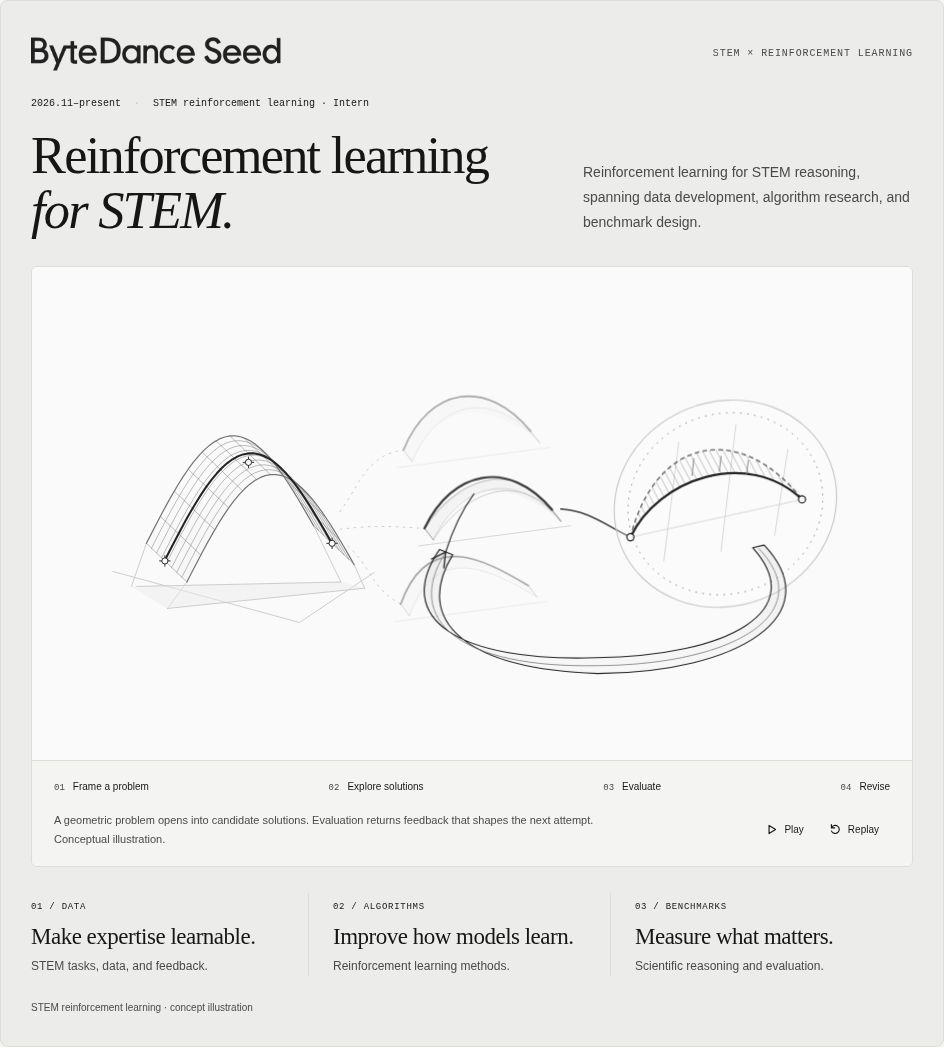 ByteDance Seed
STEM × REINFORCEMENT LEARNING
2026.11–present · STEM reinforcement learning · Intern
Reinforcement learning
for STEM.
Reinforcement learning for STEM reasoning,
spanning data development, algorithm research, and
benchmark design.
01 Frame a problem
02 Explore solutions
03 Evaluate
04 Revise
A geometric problem opens into candidate solutions. Evaluation returns feedback that shapes the next attempt.
Conceptual illustration.
Play
Replay
01 / DATA
Make expertise learnable.
STEM tasks, data, and feedback.
02 / ALGORITHMS
Improve how models learn.
Reinforcement learning methods.
03 / BENCHMARKS
Measure what matters.
Scientific reasoning and evaluation.
STEM reinforcement learning · concept illustration